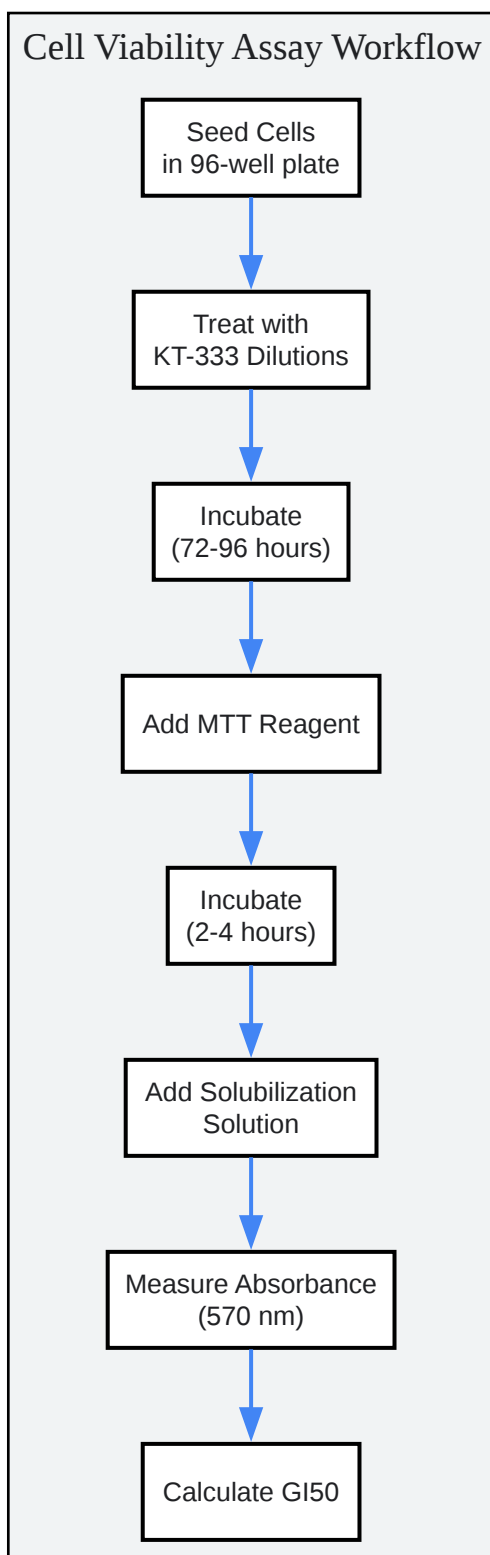 Cell Viability Assay Workflow
Seed Cells
in 96-well plate
Treat with
KT-333 Dilutions
Incubate
(72-96 hours)
Add MTT Reagent
Incubate
(2-4 hours)
Add Solubilization
Solution
Measure Absorbance
(570 nm)
Calculate GI50